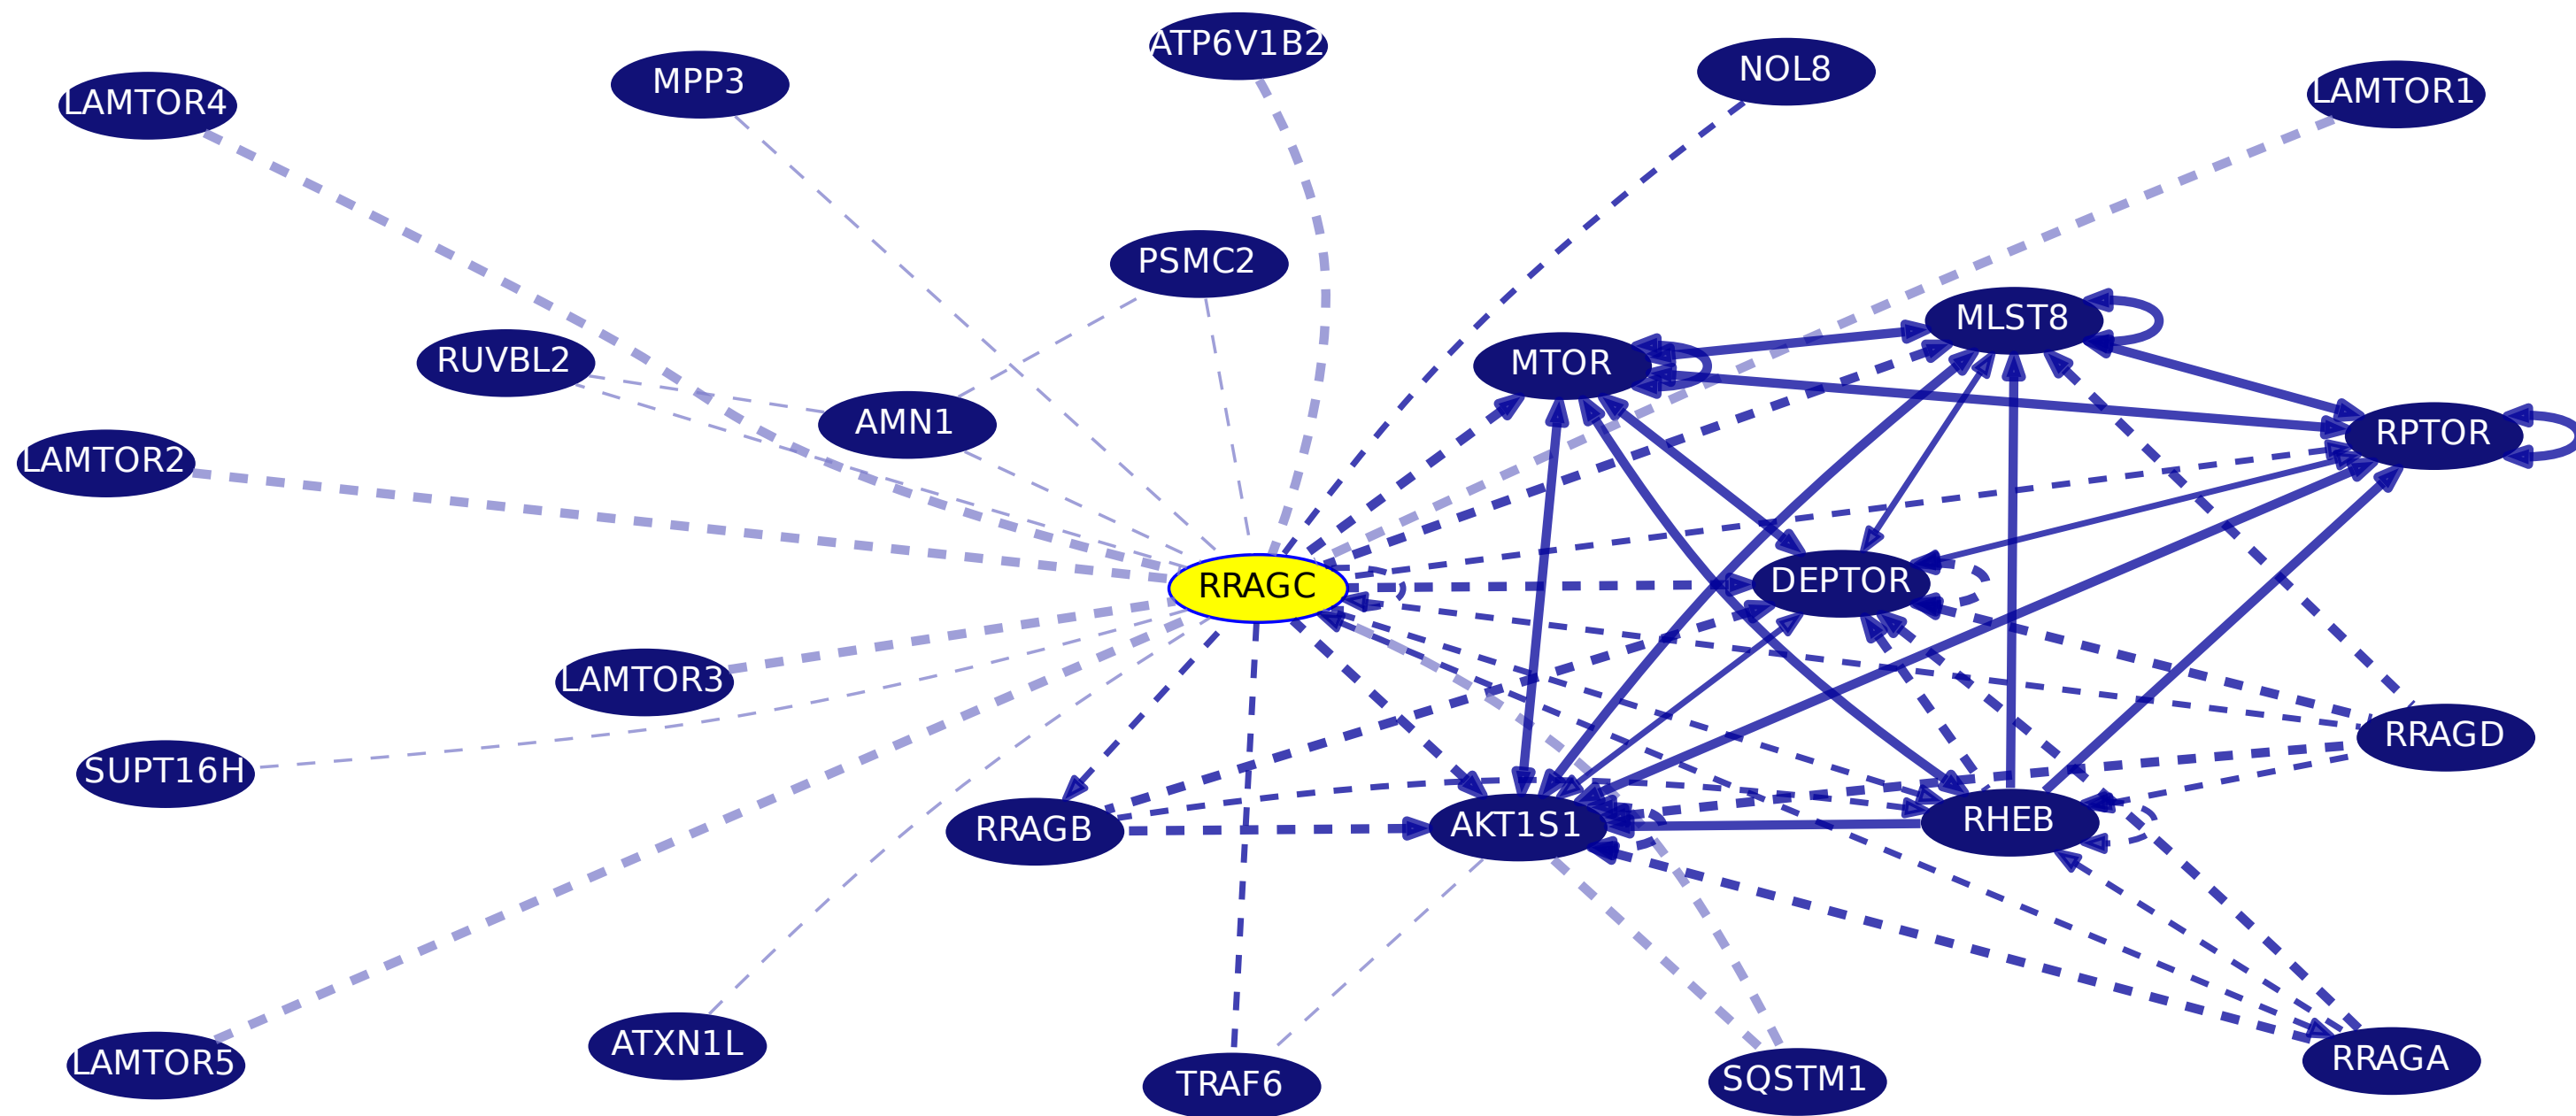 ATP6V1B2
NOL8
MPP3
LAMTOR1
LAMTOR4
PSMC2
MLST8
RUVBL2
MTOR
AMN1
RPTOR
LAMTOR2
RRAGC
DEPTOR
LAMTOR3
RRAGD
SUPT16H
RHEB
AKT1S1
RRAGB
ATXN1L
RRAGA
LAMTOR5
SQSTM1
TRAF6